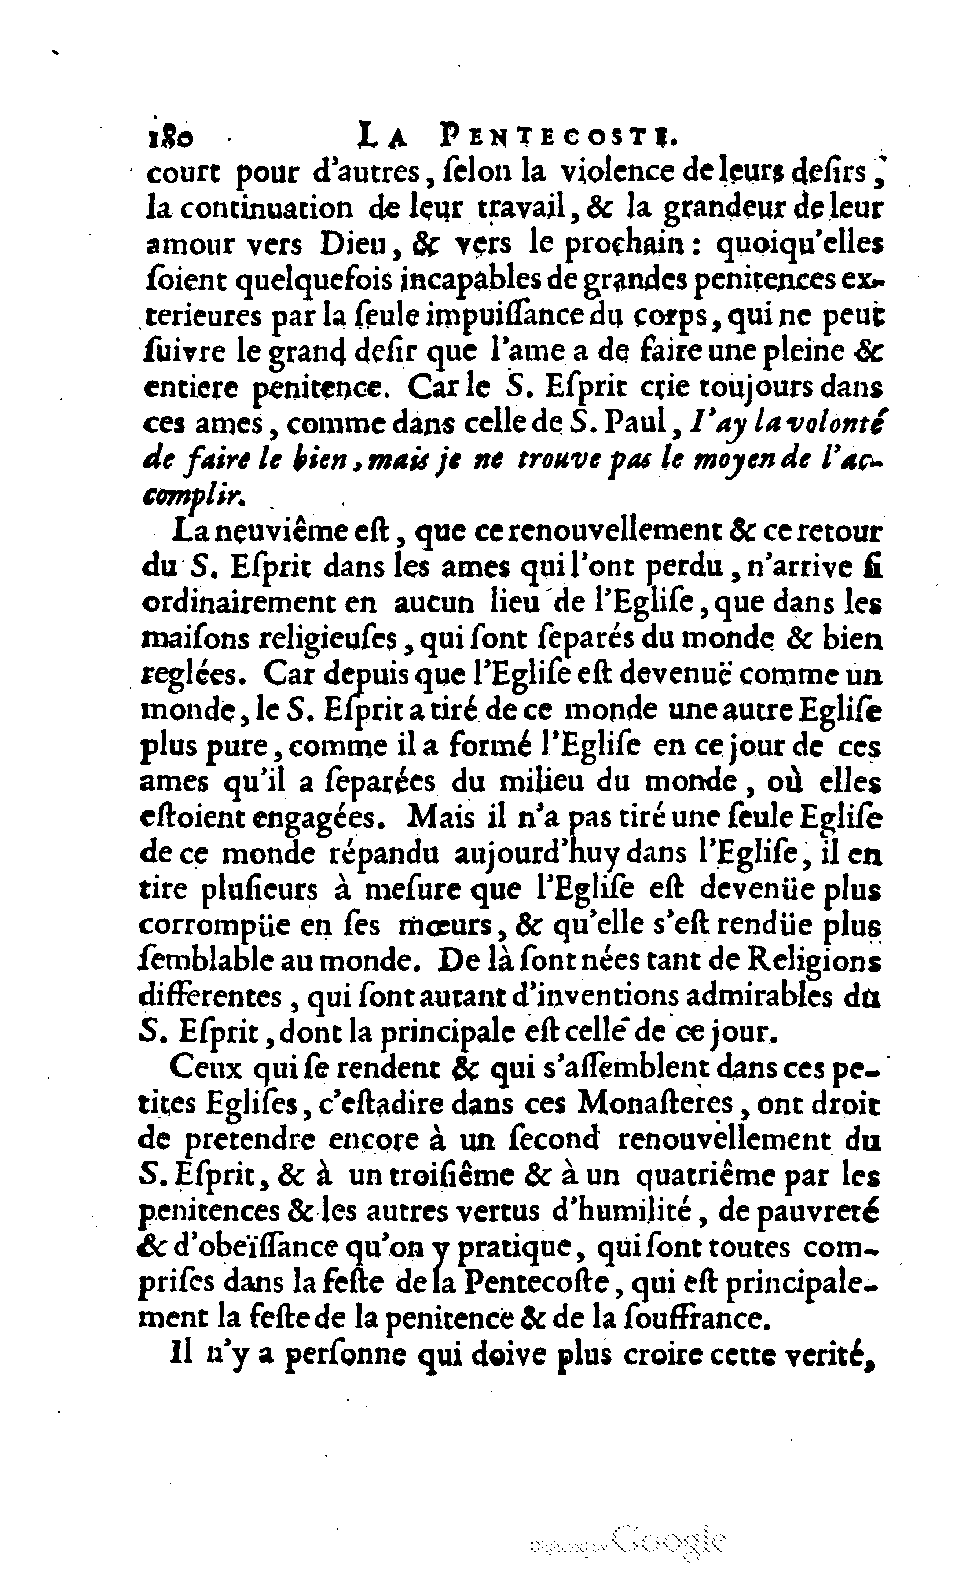 180 LA PENTECOSTE.
court pour d'autres, ſelon la violence de leurs deſirs,
la continuation de leur travail, & la grandeur de leur
amour vers Dieu, & vers le prochain : quoiqu'elles
ſoient quelquefois incapables de grandes penitences ex-
terieures par la ſeule impuiſſance du corps, qui ne peut
ſuivre le grand deſir que l'ame a de faire une pleine &
entiere penitence. Car le S. Eſprit crie toûjours dans
ces ames, comme dans celle de S. Paul, I'ay la volonté
de faire le bien, mais je ne trouve pas le moyen de l'ac-
complir.
La neuviême eſt, que ce renouvellement & ce retour
du S. Eſprit dans les ames qui l'ont perdu, n'arrive ſi
ordinairement en aucun lieu de l'Egliſe, que dans les
maiſons religieuſes, qui ſont ſeparés du monde & bien
reglées. Car depuis que l'Egliſe eſt devenuë comme un
monde, le S. Eſprit a tiré de ce monde une autre Egliſe
plus pure, comme il a formé l'Egliſe en ce jour de ces
ames qu'il a ſeparées du milieu du monde, où elles
eſtoient engagées. Mais il n'a pas tiré une ſeule Egliſe
de ce monde répandu aujourd'huy dans l'Egliſe, il en
tire pluſieurs à meſure que l'Egliſe eſt devenüe plus
corrompüe en ſes mœurs, & qu'elle s'eſt rendüe plus
ſemblable au monde. De là ſont nées tant de Religions
differentes, qui ſont autant d'inventions admirables du
S. Eſprit, dont la principale eſt celle de ce jour.
Ceux qui ſe rendent & qui s'aſſemblent dans ces pe-
tites Egliſes, c'eſtadire dans ces Monaſteres, ont droit
de pretendre encore à un ſecond renouvellement du
S. Eſprit, & à un troiſiême & à un quatriême par les
penitences & les autres vertus d'humilité, de pauvreté
& d'obeïſſance qu'on y pratique, qui ſont toutes com-
priſes dans la feſte de la Pentecoſte, qui eſt principale-
ment la feſte de la penitence & de la ſouffrance.
Il n'y a perſonne qui doive plus croire cette verité,
Google